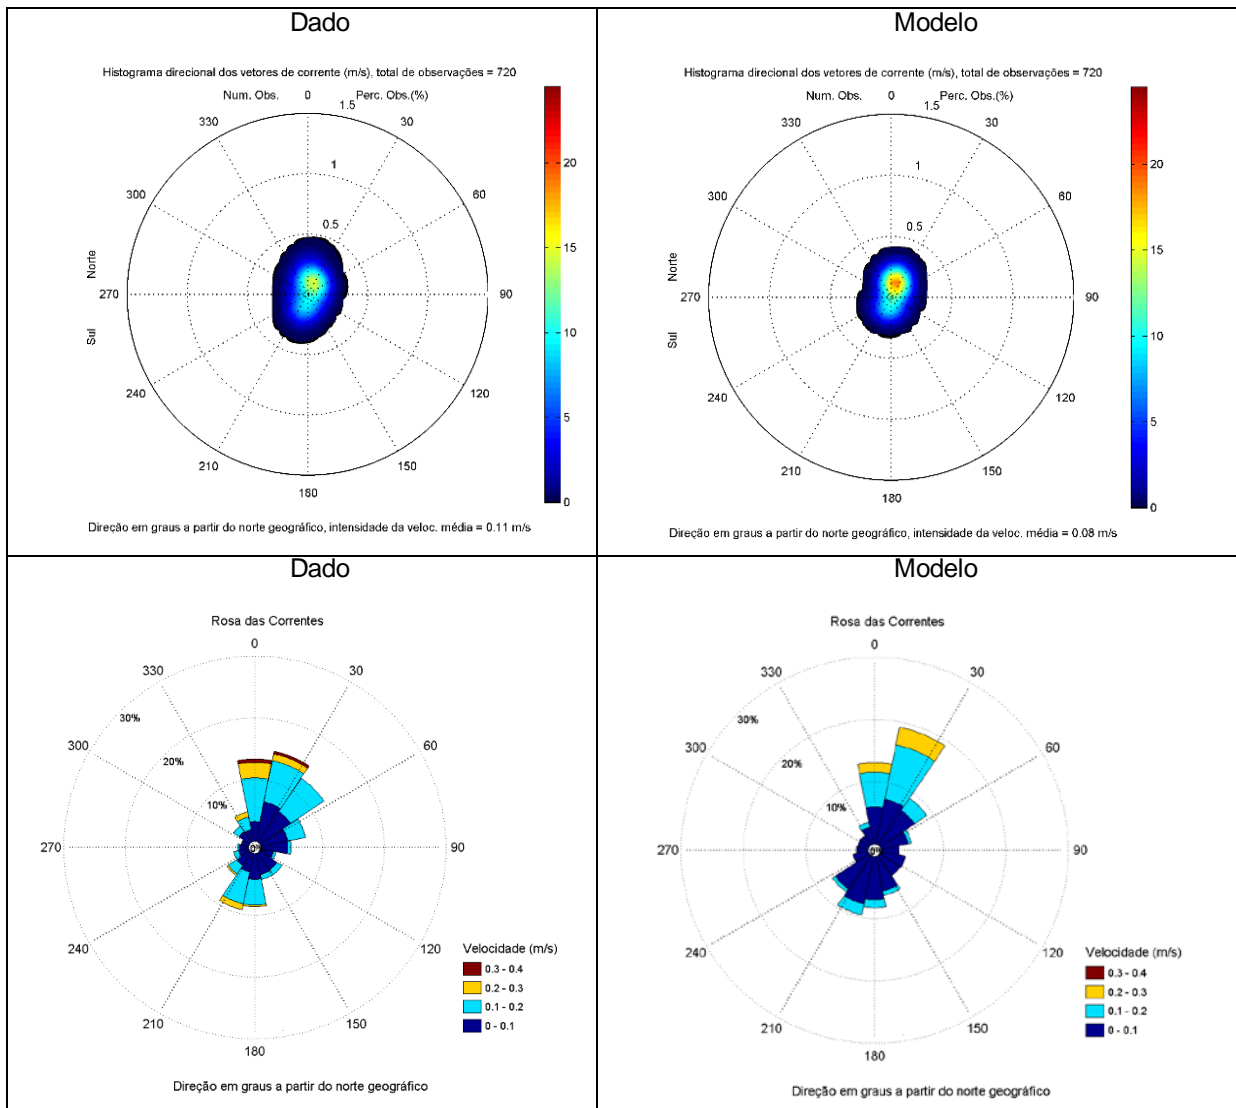 Dado
Histograma direcional dos vetores de corrente (m/s), total de observações = 720
Num. Obs. 0 Perc. Obs.(%)
1.5
330 30
1
300 60
0.5
Norte
270 90
Sul
240 120
210 150
180
20
15
10
5
0
Direção em graus a partir do norte geográfico, intensidade da veloc. média = 0.11 m/s
Modelo
Histograma direcional dos vetores de corrente (m/s), total de observações = 720
Num. Obs. 0 Perc. Obs.(%)
1.5
330 30
1
300 60
0.5
Norte
270 90
Sul
240 120
210 150
180
20
15
10
5
0
Direção em graus a partir do norte geográfico, intensidade da veloc. média = 0.08 m/s
Dado
Rosa das Correntes
0
330 30
30%
300 60
20%
10%
270 0% 90
240 120
210 150
180
Velocidade (m/s)
0.3 - 0.4
0.2 - 0.3
0.1 - 0.2
0 - 0.1
Direção em graus a partir do norte geográfico
Modelo
Rosa das Correntes
0
330 30
30%
300 60
20%
10%
270 0% 90
240 120
210 150
180
Velocidade (m/s)
0.3 - 0.4
0.2 - 0.3
0.1 - 0.2
0 - 0.1
Direção em graus a partir do norte geográfico